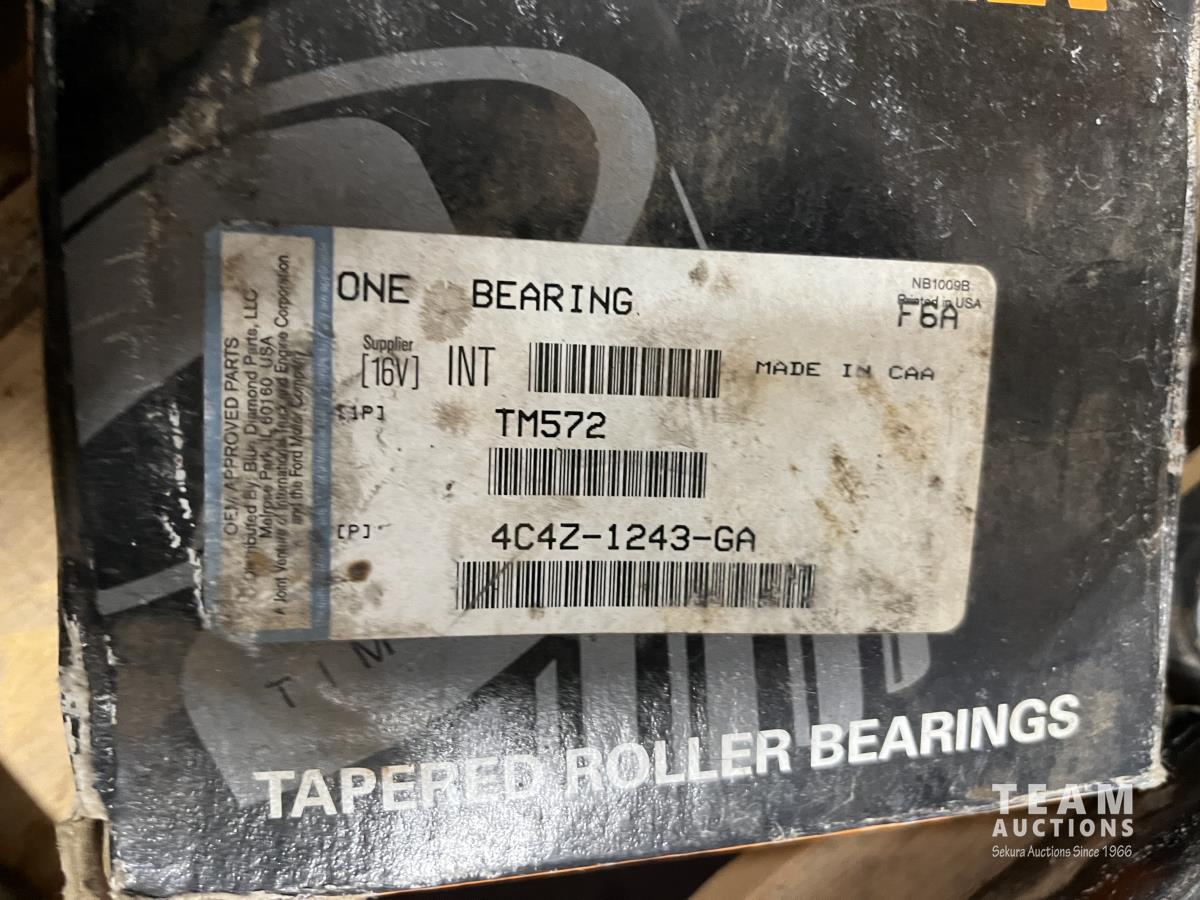 ONE BEARING
NB1009B
Printed in USA
F6A
Supplier
[16V] INT
MADE IN CAA
[1P]
TM572
[P]
4C4Z-1243-GA
OEM APPROVED PARTS
Distributed By: Blue Diamond Parts, LLC
Melrose Park, IL 60160 USA
A Joint Venture of International Truck and Engine Corporation
and the Ford Motor Company
TIM
TAPERED ROLLER BEARINGS
TEAM
AUCTIONS
Sekura Auctions Since 1966